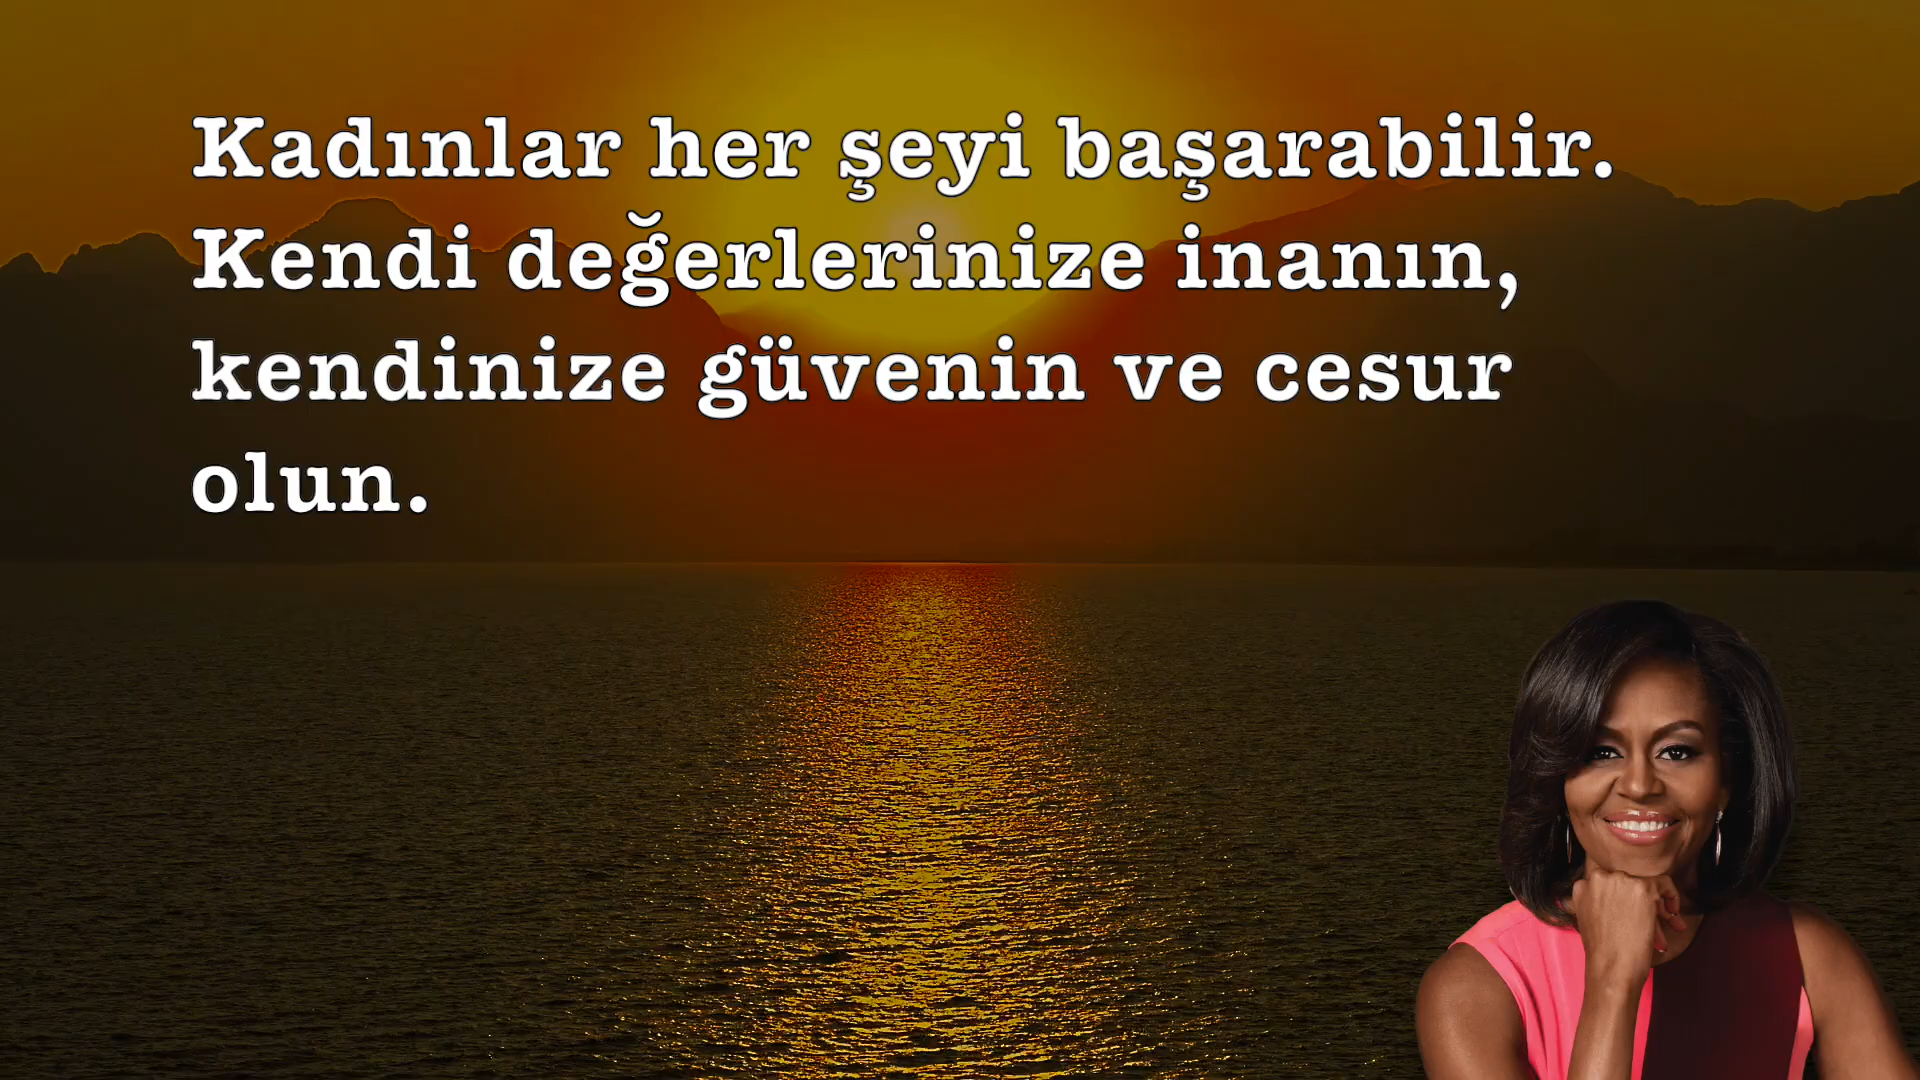 Kadınlar her şeyi başarabilir.
Kendi değerlerinize inanın,
kendinize güvenin ve cesur
olun.